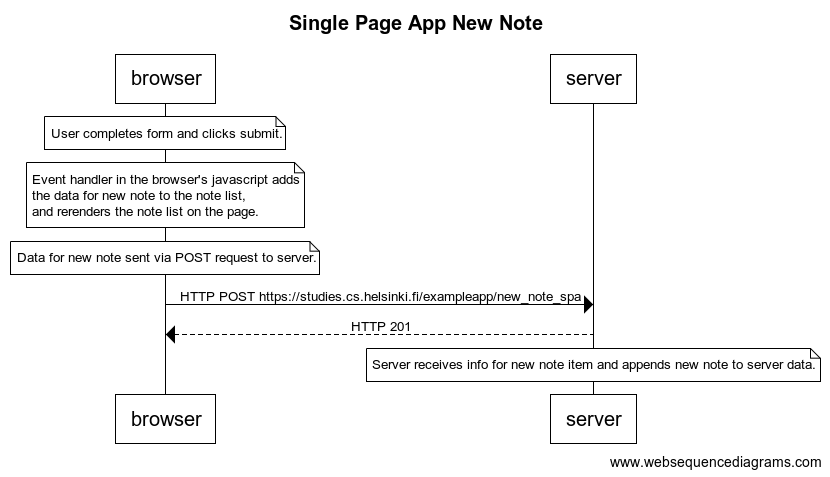 Single Page App New Note
browser
server
User completes form and clicks submit.
Event handler in the browser's javascript adds
the data for new note to the note list,
and rerenders the note list on the page.
Data for new note sent via POST request to server.
HTTP POST https://studies.cs.helsinki.fi/exampleapp/new_note_spa
HTTP 201
Server receives info for new note item and appends new note to server data.
browser
server
www.websequencediagrams.com